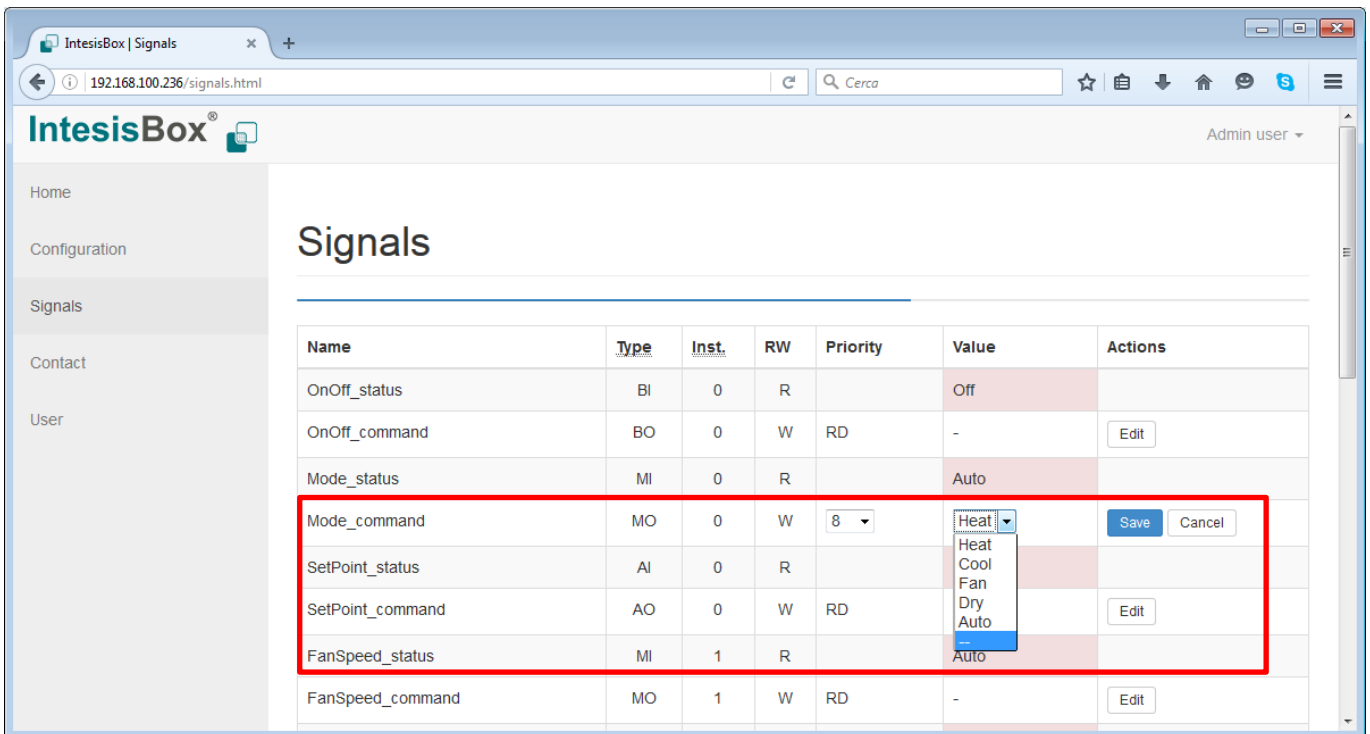 IntesisBox | Signals
192.168.100.236/signals.html
Cerca
IntesisBox®
Admin user
Home
Configuration
Signals
Contact
User
Signals
Name Type Inst. RW Priority Value Actions
OnOff_status BI 0 R Off
OnOff_command BO 0 W RD - Edit
Mode_status MI 0 R Auto
Mode_command MO 0 W 8 Heat Save Cancel
Heat
Cool
Fan
Dry
Auto
--
SetPoint_status AI 0 R
SetPoint_command AO 0 W RD Edit
FanSpeed_status MI 1 R Auto
FanSpeed_command MO 1 W RD - Edit